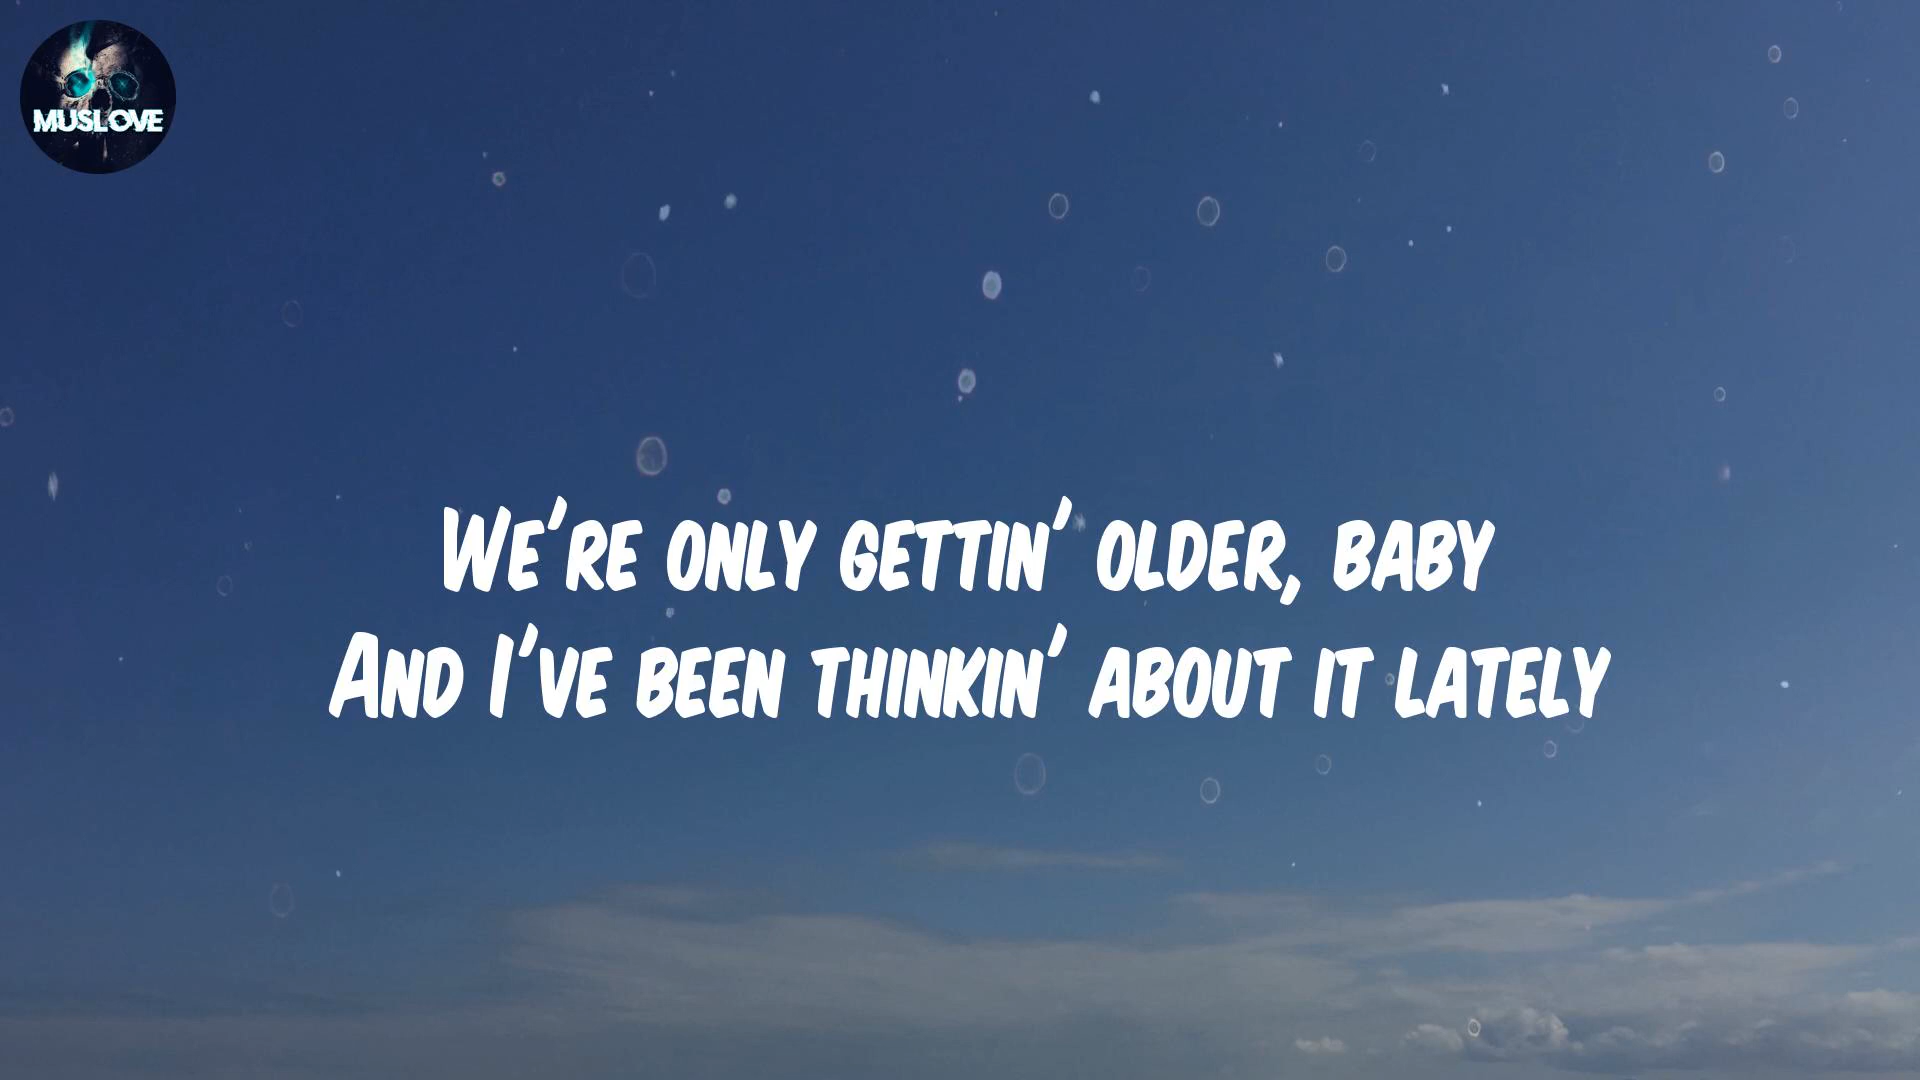 MUSLOVE
We're only gettin' older, baby
And I've been thinkin' about it lately